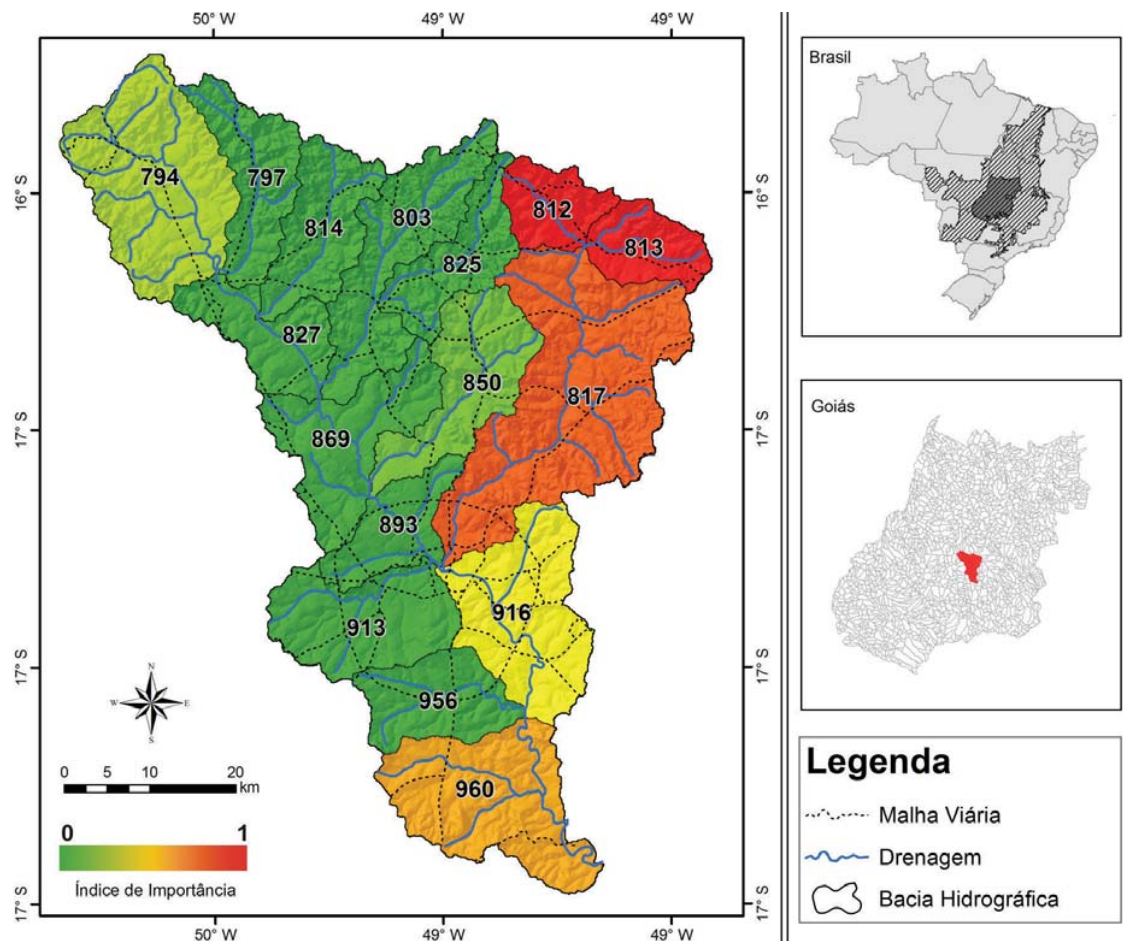 50° W 49° W 49° W
Brasil
16° S
16° S
794
797
814
803
812
813
825
827
850
817
869
17° S
17° S
Goiás
893
916
913
956
17° S
17° S
N
W E
S
0 5 10 20
km
960
0 1
Índice de Importância
17° S
17° S
50° W 49° W 49° W
Legenda
Malha Viária
Drenagem
Bacia Hidrográfica